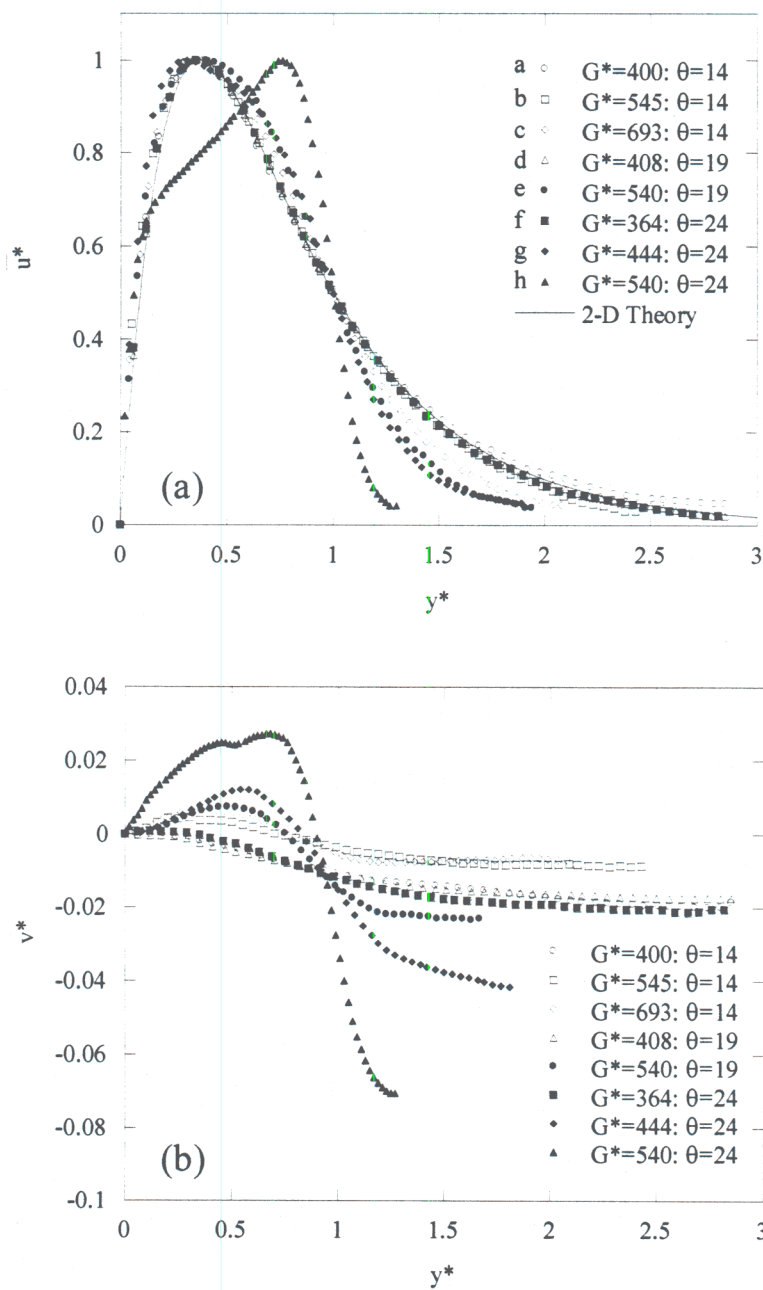 1
0.8
0.6
0.4
0.2
0
u*
a G*=400: θ=14
b G*=545: θ=14
c G*=693: θ=14
d G*=408: θ=19
e G*=540: θ=19
f G*=364: θ=24
g G*=444: θ=24
h G*=540: θ=24
2-D Theory
(a)
0 0.5 1 1.5 2 2.5 3
y*
0.04
0.02
0
-0.02
-0.04
-0.06
-0.08
-0.1
v*
G*=400: θ=14
G*=545: θ=14
G*=693: θ=14
G*=408: θ=19
G*=540: θ=19
G*=364: θ=24
G*=444: θ=24
G*=540: θ=24
(b)
0 0.5 1 1.5 2 2.5 3
y*